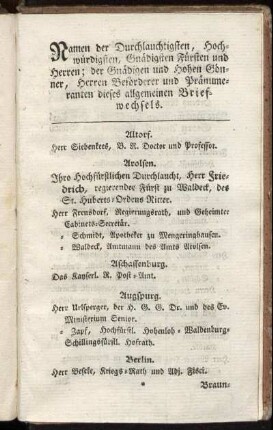 Namen der Durchlauchtigsten, Hoch-
würdigsten, Gnädigsten Fürsten und
Herren; der Gnädigen und Hohen Gön-
ner, Herren Beförderer und Pränume-
ranten dieses allgemeinen Brief-
wechsels.
Altorf.
Herr Siebenkees, B. R. Doctor und Professor.
Arolsen.
Ihro Hochfürstlichen Durchlaucht, Herr Frie-
drich, regierender Fürst zu Waldeck, des
St. Huberts-Ordens Ritter.
Herr Frensdorf, Regierungsrath, und Geheimter
Cabinets-Secretär.
- Schmidt, Apotheker zu Mengeringhausen.
- Waldeck, Amtmann des Amts Arolsen.
Aschaffenburg.
Das Kayserl. R. Post-Amt.
Augspurg.
Herr Urlsperger, der H. G. G. Dr. und des Ev.
Ministerium Senior.
- Zapf, Hochfürstl. Hohenloh-Waldenburg-
Schillingsfürstl. Hofrath.
Berlin.
Herr Beseke, Kriegs-Rath und Adj. Fisci.
* Braun-